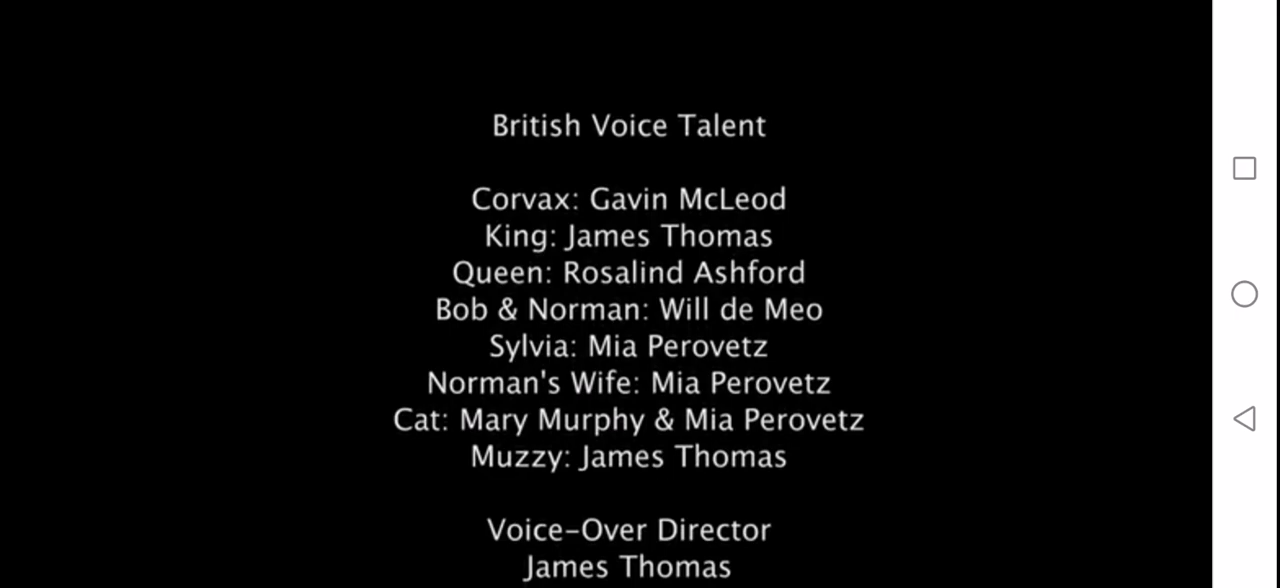 British Voice Talent
Corvax: Gavin McLeod
King: James Thomas
Queen: Rosalind Ashford
Bob & Norman: Will de Meo
Sylvia: Mia Perovetz
Norman's Wife: Mia Perovetz
Cat: Mary Murphy & Mia Perovetz
Muzzy: James Thomas
Voice-Over Director
James Thomas